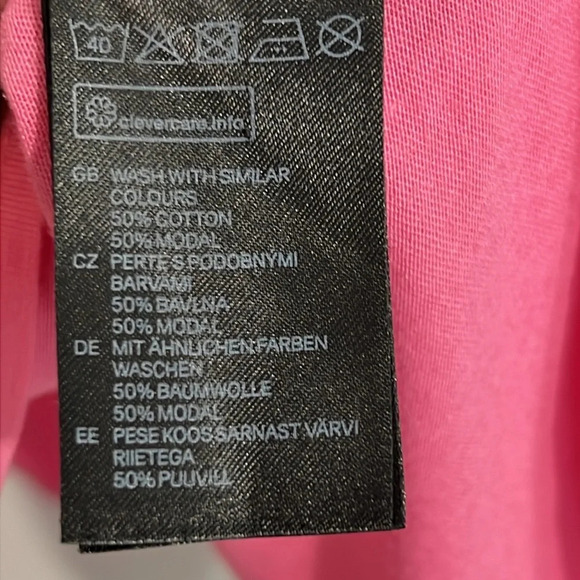 40
clevercare.info
GB WASH WITH SIMILAR
COLOURS
50% COTTON
50% MODAL
CZ PERTE S PODOBNÝMI
BARVAMI
50% BAVLNA
50% MODAL
DE MIT ÄHNLICHEN FARBEN
WASCHEN
50% BAUMWOLLE
50% MODAL
EE PESE KOOS SARNAST VÄRVI
RIIETEGA
50% PUUVILL